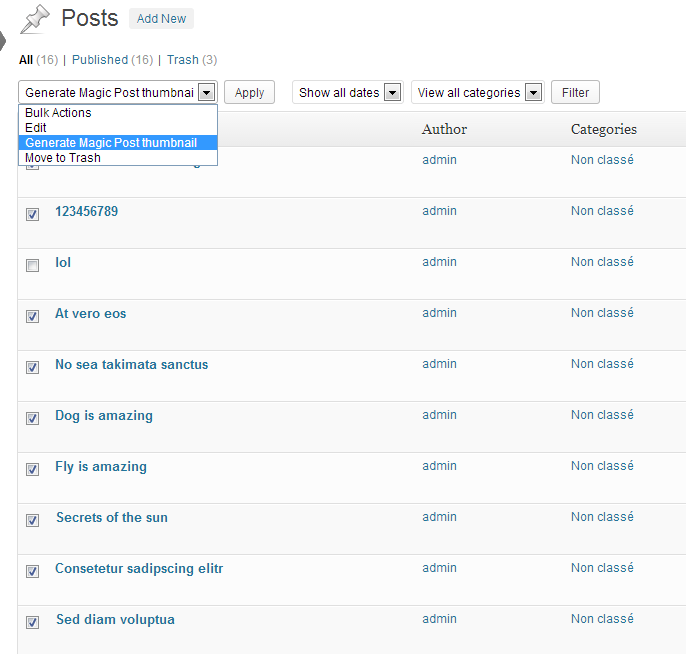 Posts Add New
All (16) | Published (16) | Trash (3)
Generate Magic Post thumbnai Apply Show all dates View all categories Filter
Bulk Actions
Edit
Generate Magic Post thumbnail
Move to Trash
Author Categories
admin Non classé
123456789 admin Non classé
lol admin Non classé
At vero eos admin Non classé
No sea takimata sanctus admin Non classé
Dog is amazing admin Non classé
Fly is amazing admin Non classé
Secrets of the sun admin Non classé
Consetetur sadipscing elitr admin Non classé
Sed diam voluptua admin Non classé